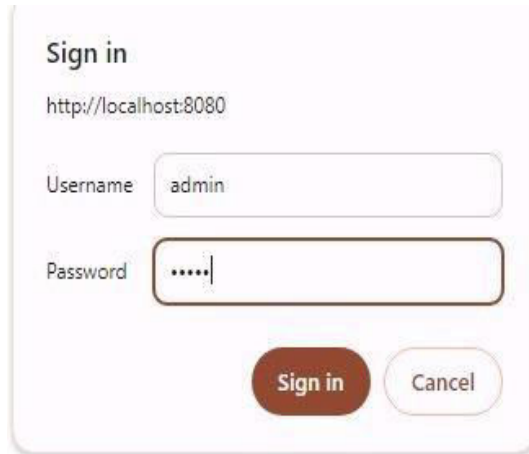 Sign in
http://localhost:8080
Username admin
Password •••••
Sign in Cancel